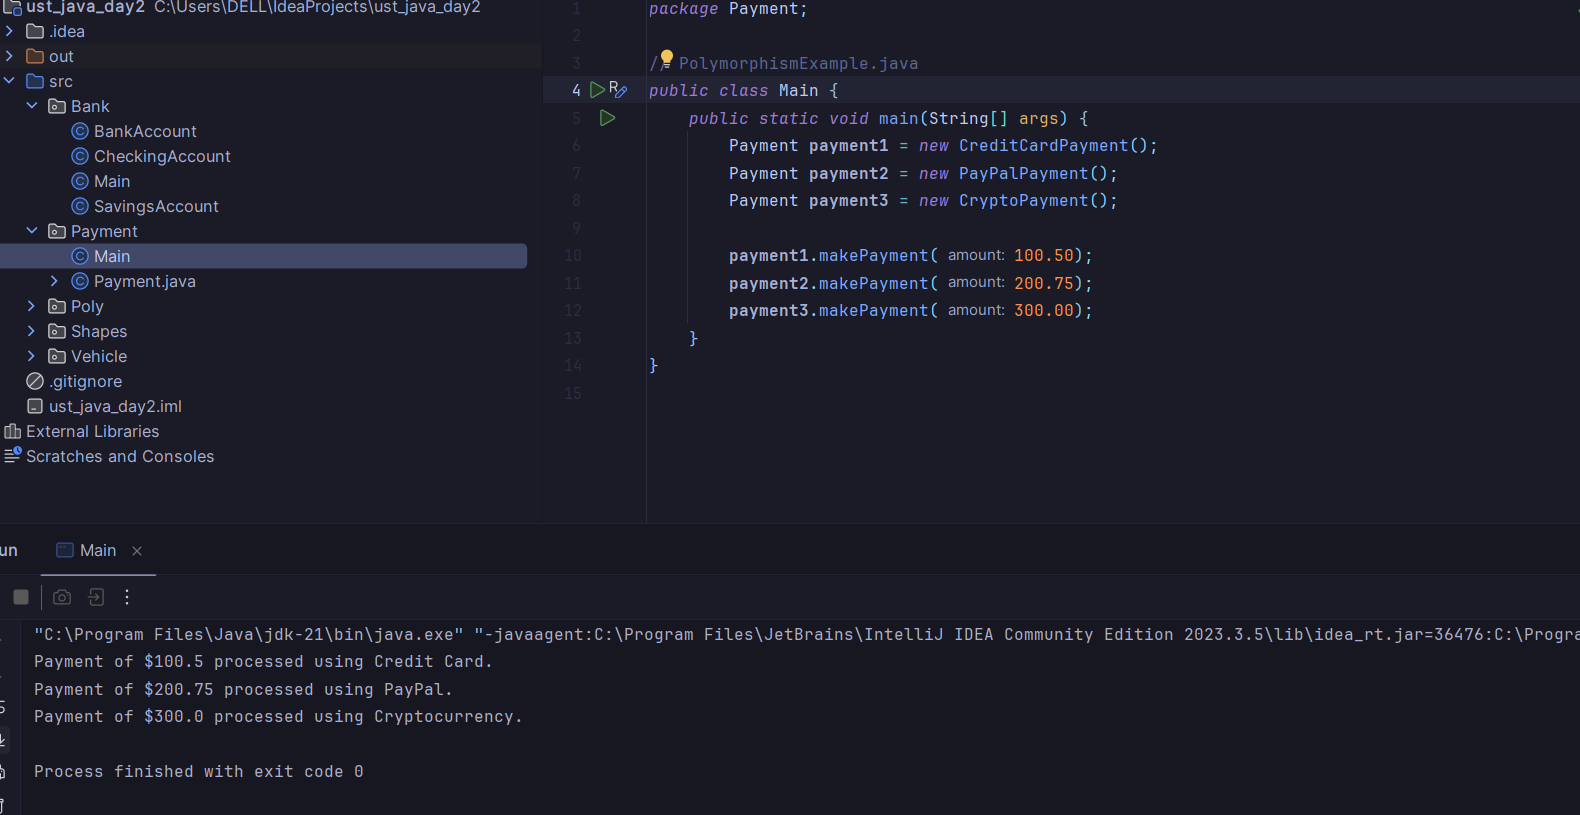 ust_java_day2 C:\Users\DELL\IdeaProjects\ust_java_day2
.idea
out
src
Bank
BankAccount
CheckingAccount
Main
SavingsAccount
Payment
Main
Payment.java
Poly
Shapes
Vehicle
.gitignore
ust_java_day2.iml
External Libraries
Scratches and Consoles
1 package Payment;
2
3 // PolymorphismExample.java
4 public class Main {
5 public static void main(String[] args) {
6 Payment payment1 = new CreditCardPayment();
7 Payment payment2 = new PayPalPayment();
8 Payment payment3 = new CryptoPayment();
9
10 payment1.makePayment( amount: 100.50);
11 payment2.makePayment( amount: 200.75);
12 payment3.makePayment( amount: 300.00);
13 }
14 }
15
un Main
"C:\Program Files\Java\jdk-21\bin\java.exe" "-javaagent:C:\Program Files\JetBrains\IntelliJ IDEA Community Edition 2023.3.5\lib\idea_rt.jar=36476:C:\Progra
Payment of $100.5 processed using Credit Card.
Payment of $200.75 processed using PayPal.
Payment of $300.0 processed using Cryptocurrency.
Process finished with exit code 0